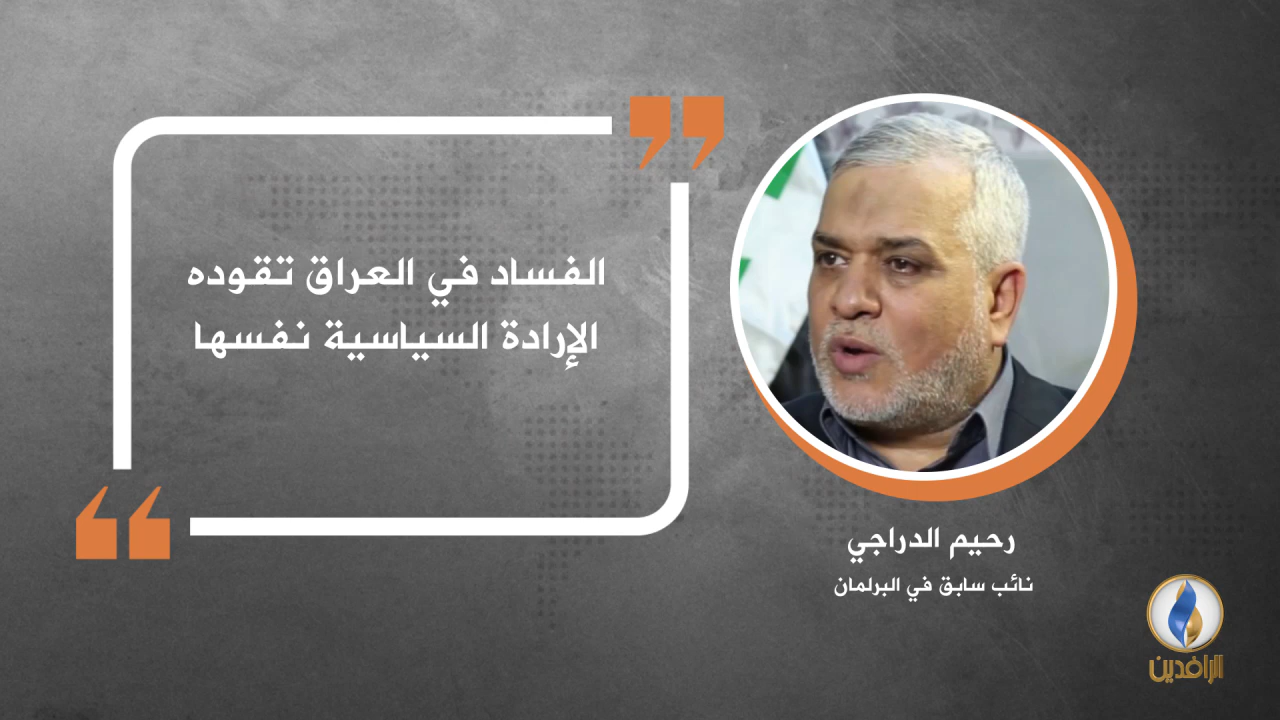 الفساد في العراق تقوده
الإرادة السياسية نفسها
رحيم الدراجي
نائب سابق في البرلمان
الرافدين